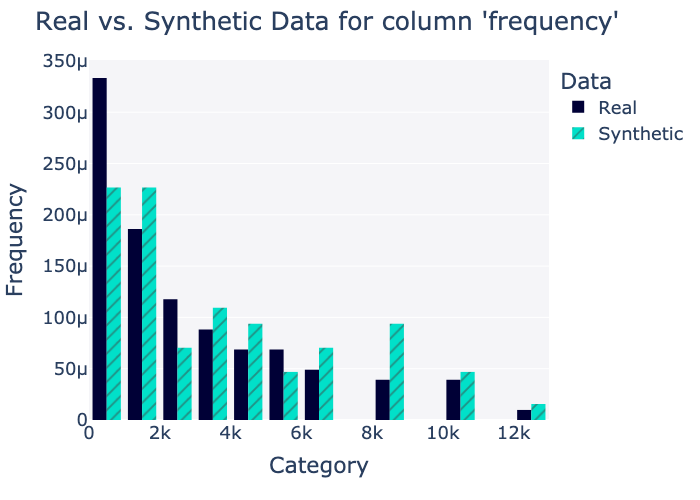 Real vs. Synthetic Data for column 'frequency'
350μ
300μ
250μ
200μ
150μ
100μ
50μ
0
0
2k
4k
6k
8k
10k
12k
Frequency
Category
Data
Real
Synthetic